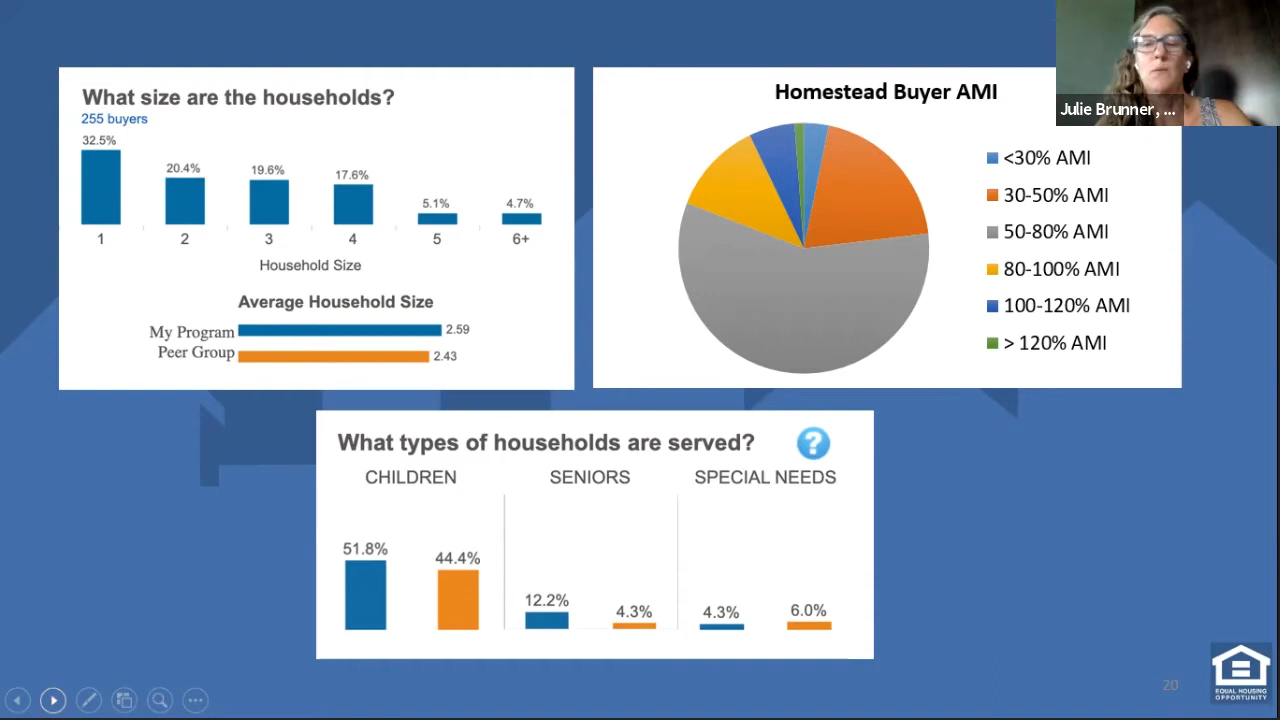 What size are the households?
255 buyers
32.5%
20.4%
19.6%
17.6%
5.1%
4.7%
1
2
3
4
5
6+
Household Size
Average Household Size
My Program
2.59
Peer Group
2.43
Homestead Buyer AMI
<30% AMI
30-50% AMI
50-80% AMI
80-100% AMI
100-120% AMI
> 120% AMI
Julie Brunner, ...
What types of households are served?
?
CHILDREN
SENIORS
SPECIAL NEEDS
51.8%
44.4%
12.2%
4.3%
4.3%
6.0%
20
EQUAL HOUSING
OPPORTUNITY